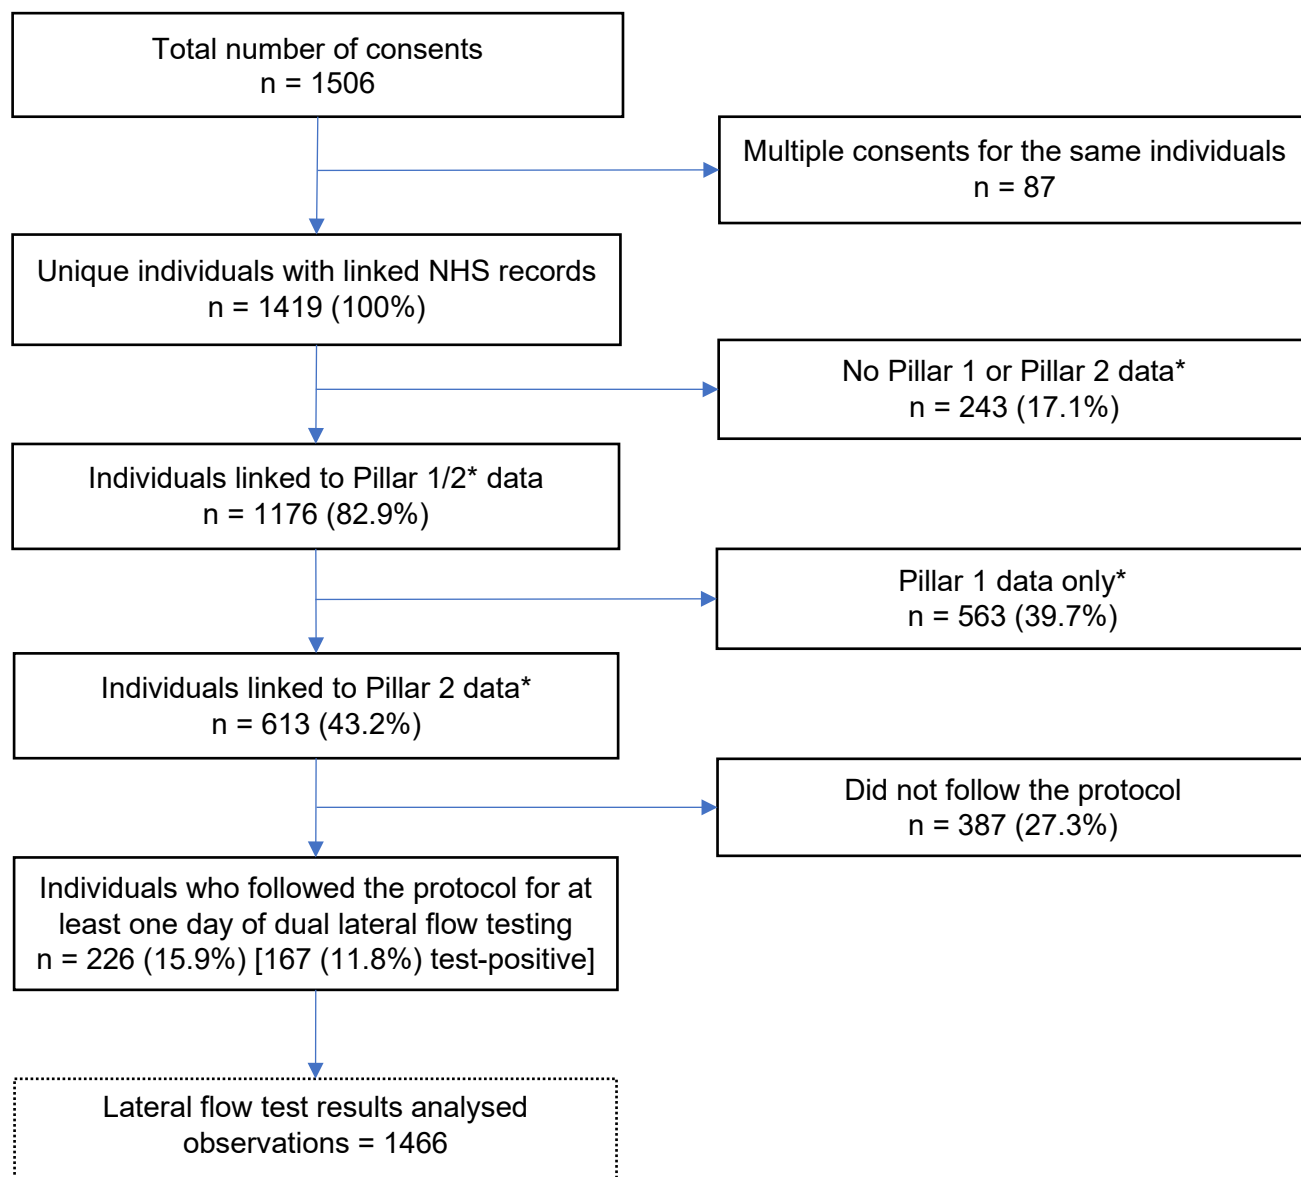 Total number of consents
n = 1506
Multiple consents for the same individuals
n = 87
Unique individuals with linked NHS records
n = 1419 (100%)
No Pillar 1 or Pillar 2 data*
n = 243 (17.1%)
Individuals linked to Pillar 1/2* data
n = 1176 (82.9%)
Pillar 1 data only*
n = 563 (39.7%)
Individuals linked to Pillar 2 data*
n = 613 (43.2%)
Did not follow the protocol
n = 387 (27.3%)
Individuals who followed the protocol for at
least one day of dual lateral flow testing
n = 226 (15.9%) [167 (11.8%) test-positive]
Lateral flow test results analysed
observations = 1466